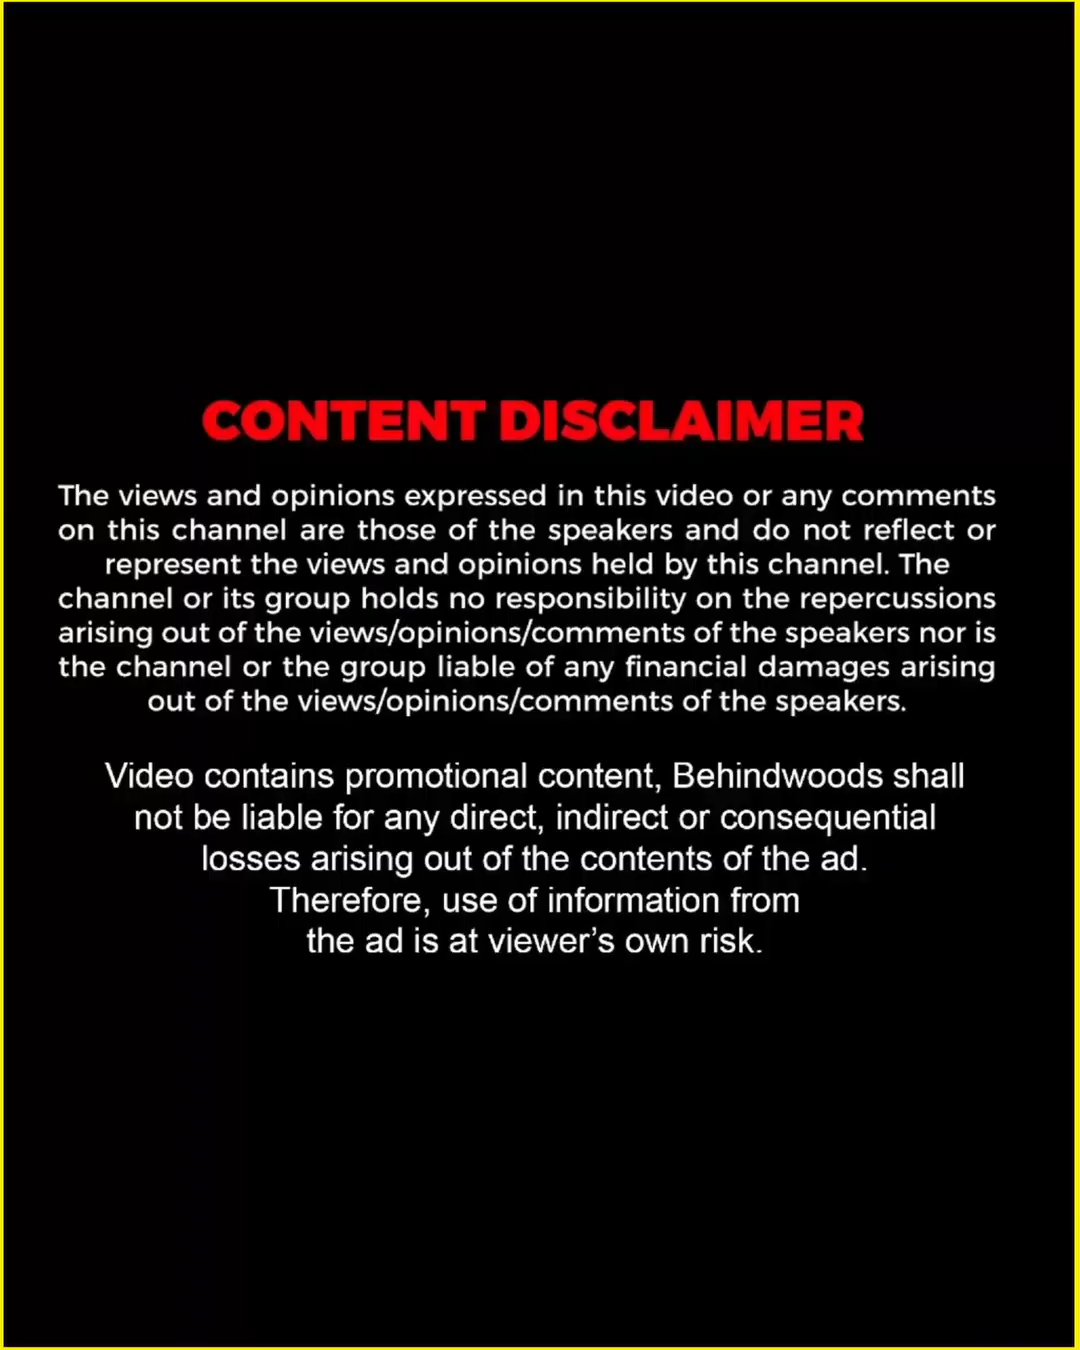 CONTENT DISCLAIMER
The views and opinions expressed in this video or any comments
on this channel are those of the speakers and do not reflect or
represent the views and opinions held by this channel. The
channel or its group holds no responsibility on the repercussions
arising out of the views/opinions/comments of the speakers nor is
the channel or the group liable of any financial damages arising
out of the views/opinions/comments of the speakers.
Video contains promotional content, Behindwoods shall
not be liable for any direct, indirect or consequential
losses arising out of the contents of the ad.
Therefore, use of information from
the ad is at viewer’s own risk.